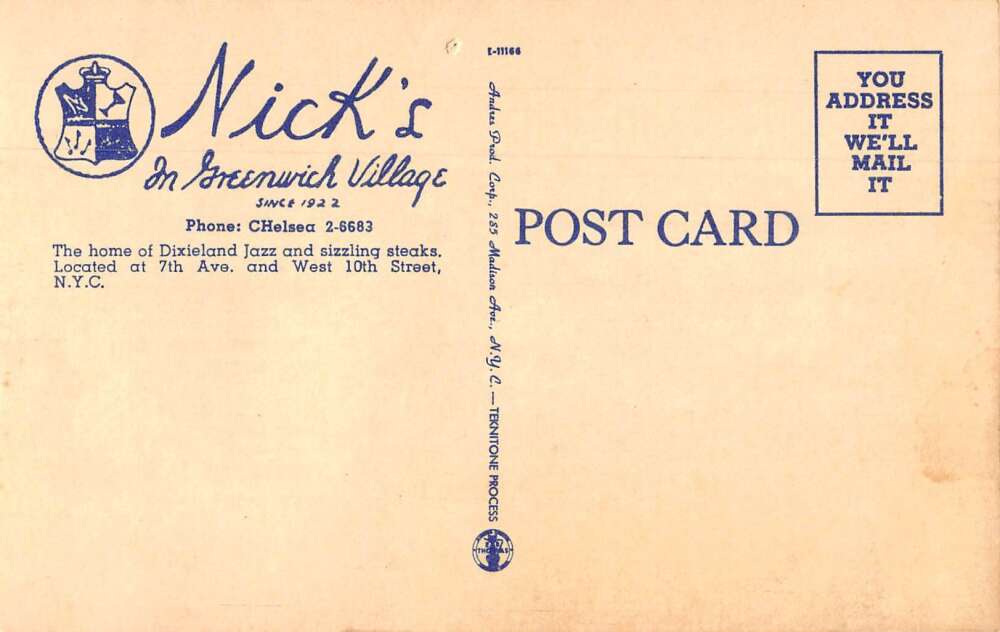 Nick's
In Greenwich Village
SINCE 1922
Phone: CHelsea 2-6683
The home of Dixieland Jazz and sizzling steaks.
Located at 7th Ave. and West 10th Street,
N.Y.C.
E-11166
Andres Prod. Corp., 285 Madison Ave., N.Y.C. — TEKNITONE PROCESS
THOMAS
POST CARD
YOU
ADDRESS
IT
WE'LL
MAIL
IT